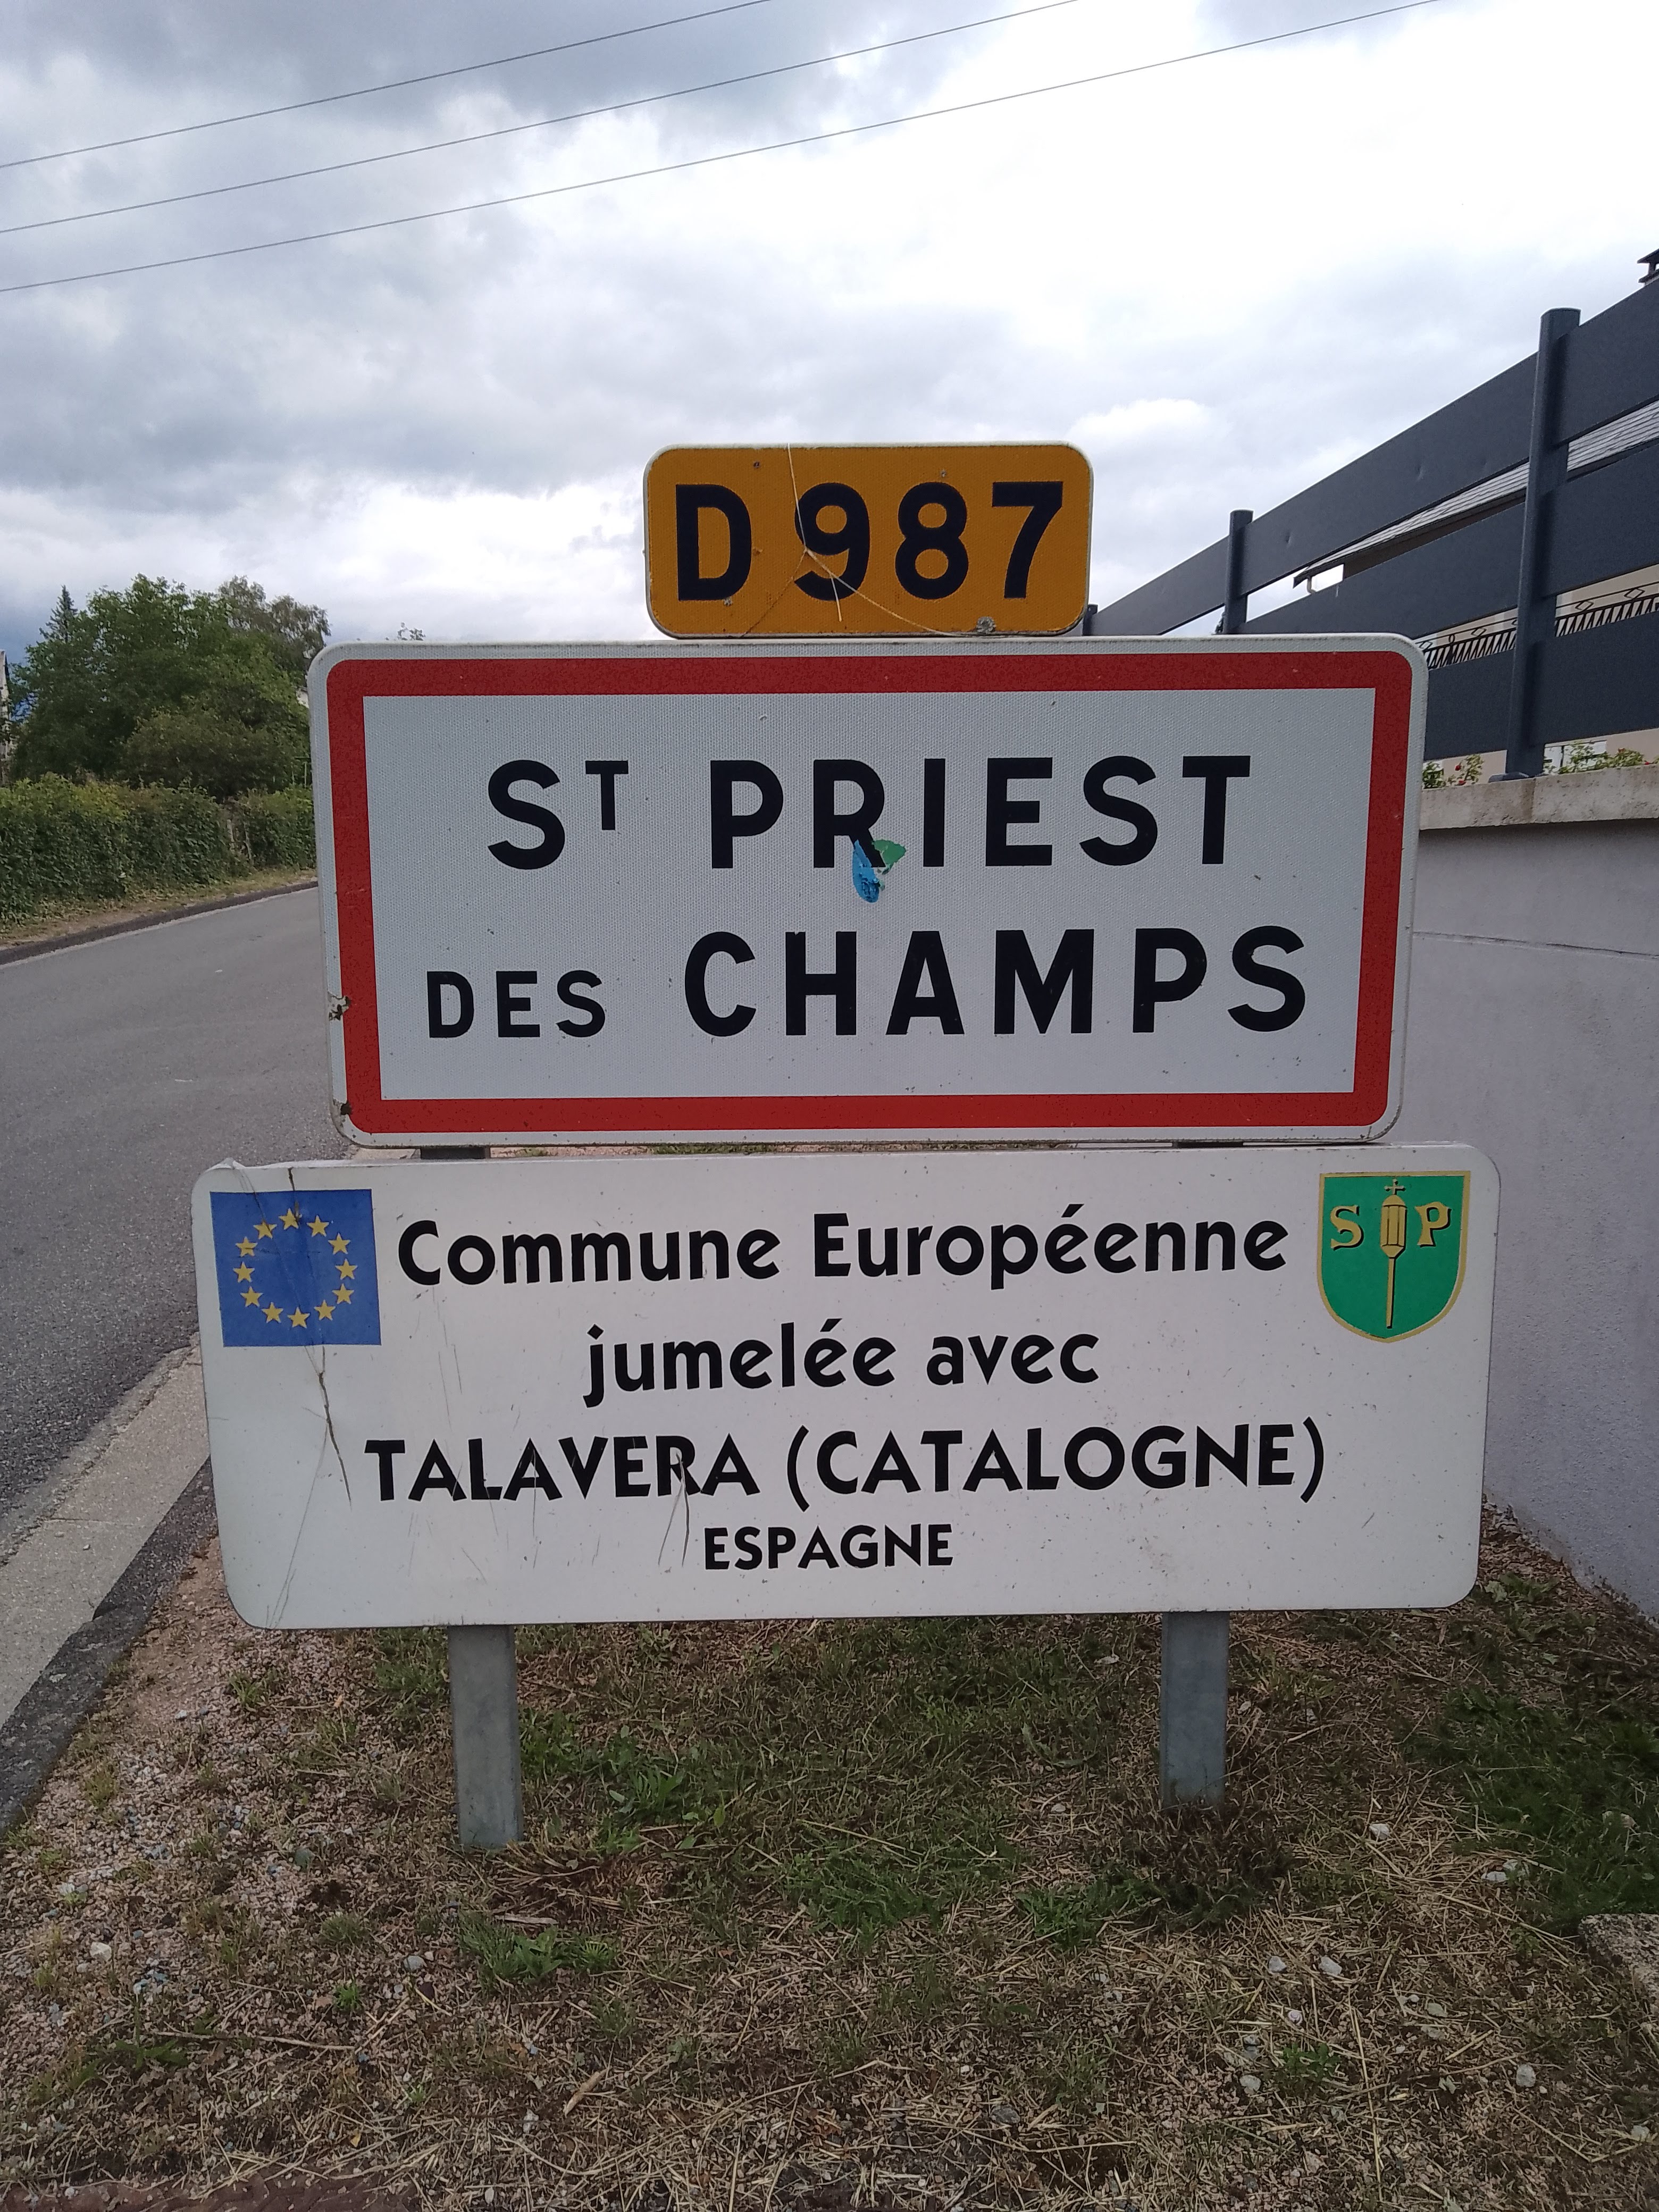 D 987
ST PRIEST
DES CHAMPS
Commune Européenne
S P
jumelée avec
TALAVERA (CATALOGNE)
ESPAGNE